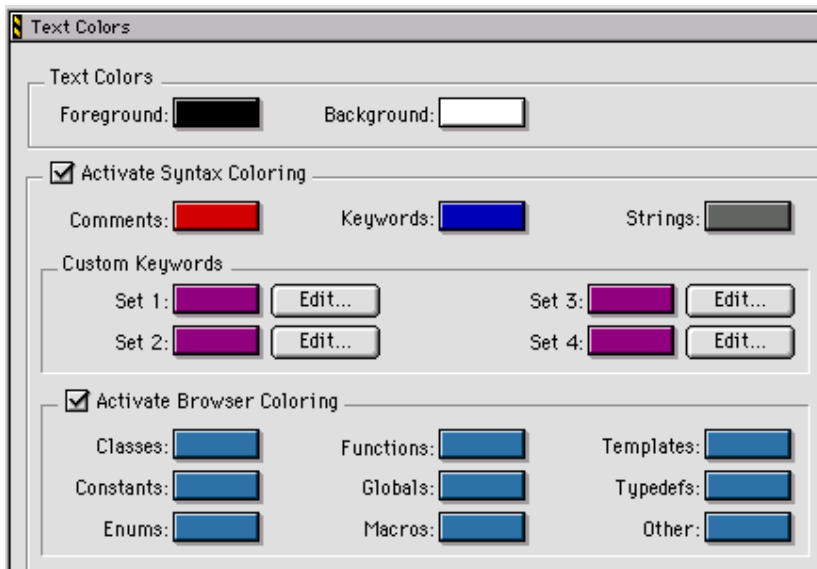 Text Colors
Text Colors
Foreground: Background:
Activate Syntax Coloring
Comments: Keywords: Strings:
Custom Keywords
Set 1: Edit... Set 3: Edit...
Set 2: Edit... Set 4: Edit...
Activate Browser Coloring
Classes: Functions: Templates:
Constants: Globals: Typedefs:
Enums: Macros: Other: